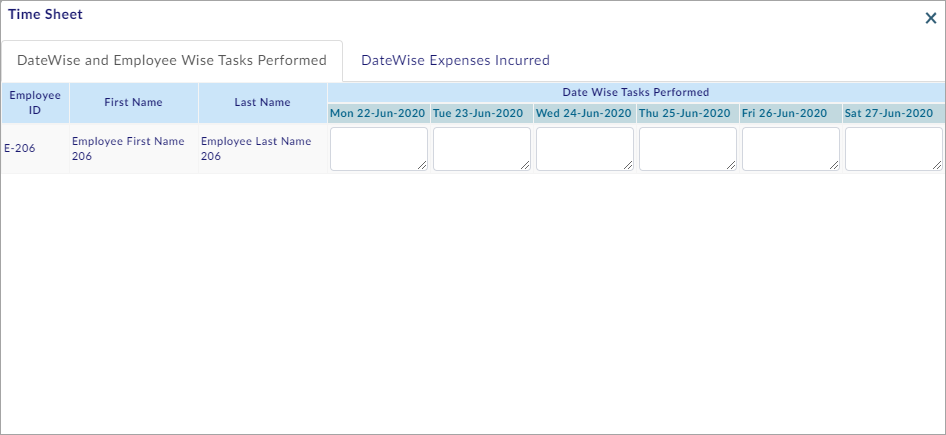 Time Sheet
DateWise and Employee Wise Tasks Performed
DateWise Expenses Incurred
Employee
ID
First Name
Last Name
Date Wise Tasks Performed
Mon 22-Jun-2020
Tue 23-Jun-2020
Wed 24-Jun-2020
Thu 25-Jun-2020
Fri 26-Jun-2020
Sat 27-Jun-2020
E-206
Employee First Name
206
Employee Last Name
206